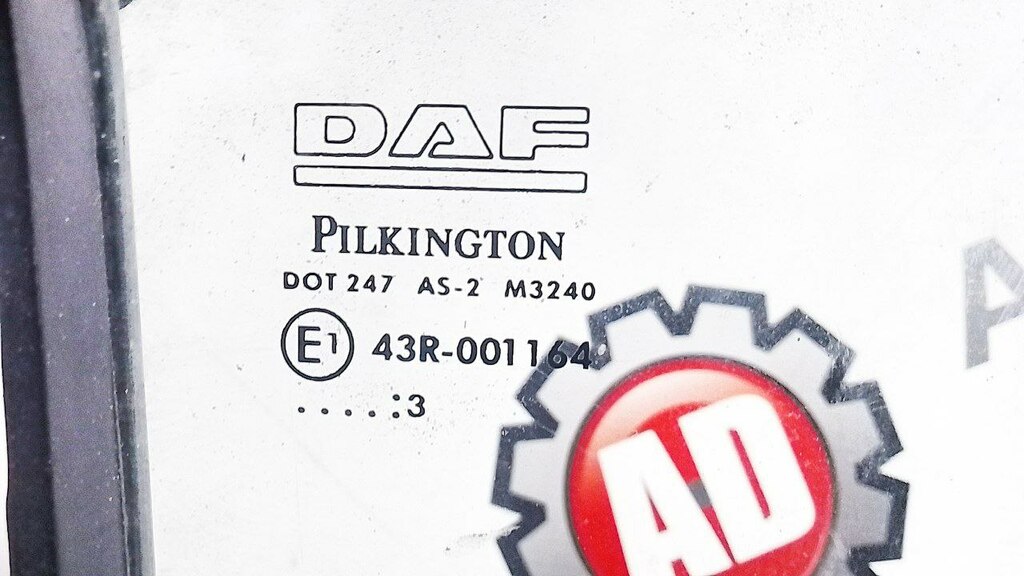 DAF
PILKINGTON
DOT 247 AS-2 M3240
E1 43R-001164
....:3
AD
A